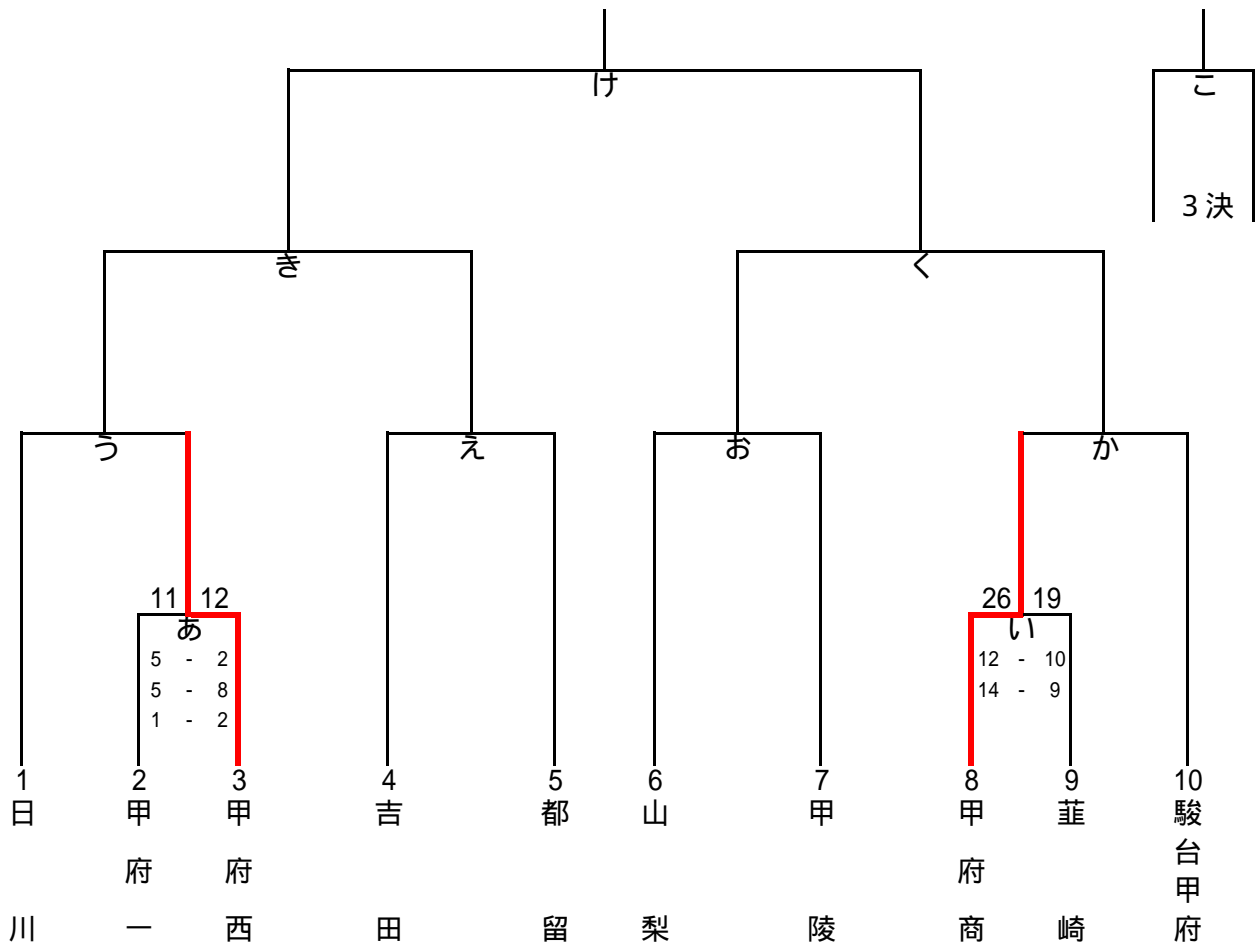 け
こ
3決
き
く
う
え
お
か
11 12
26 19
あ
い
5 - 2
12 - 10
5 - 8
14 - 9
1 - 2
1 2 3 4 5 6 7 8 9 10
日川
甲府一
甲府西
吉田
都留
山梨
甲陵
甲府商
韮崎
駿台甲府